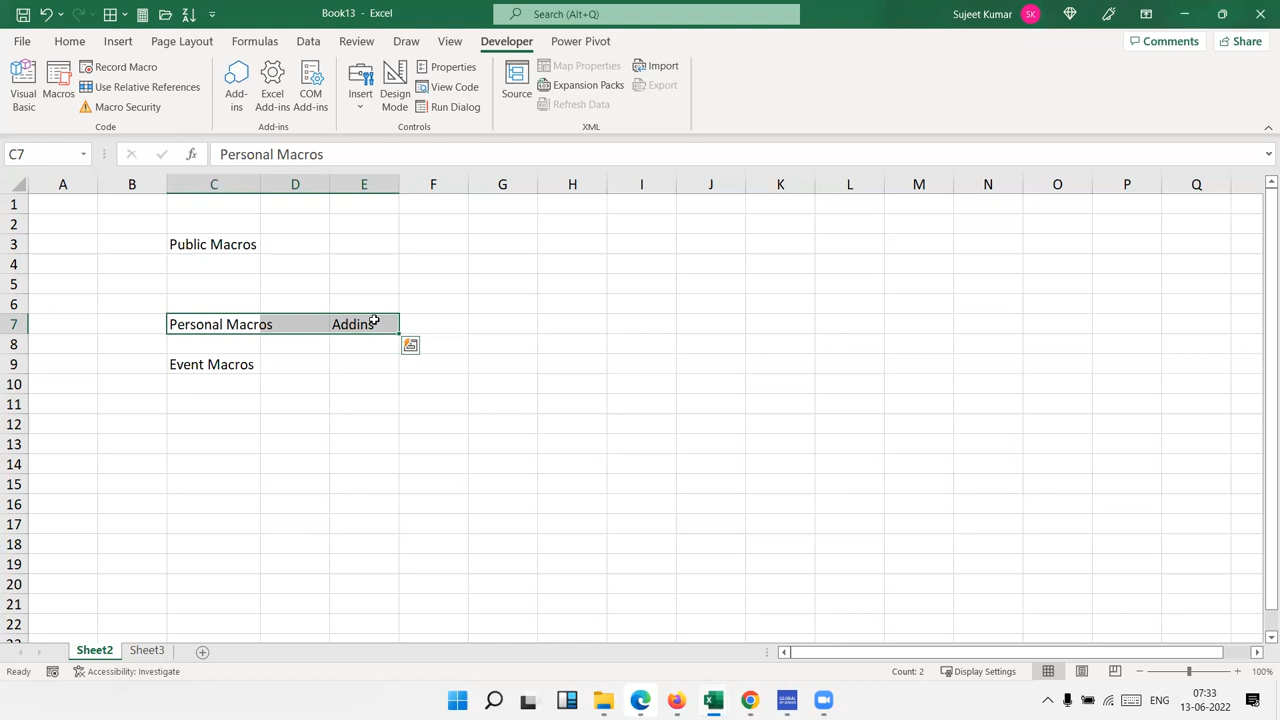 Book13 - Excel
Search (Alt+Q)
Sujeet Kumar
SK
File Home Insert Page Layout Formulas Data Review View Draw View Developer Power Pivot
Comments
Share
Visual Basic
Macros
Record Macro
Use Relative References
Macro Security
Code
Add-ins
Excel Add-ins
COM Add-ins
Add-ins
Insert
Design Mode
Properties
View Code
Run Dialog
Controls
Source
Map Properties
Expansion Packs
Refresh Data
Import
Export
XML
C7
fx
Personal Macros
A B C D E F G H I J K L M N O P Q
1
2
3 Public Macros
4
5
6
7 Personal Macros Addins
8
9 Event Macros
10
11
12
13
14
15
16
17
18
19
20
21
22
Sheet2 Sheet3
Ready
Accessibility: Investigate
Count: 2
Display Settings
100%
ENG
07:33
13-06-2022